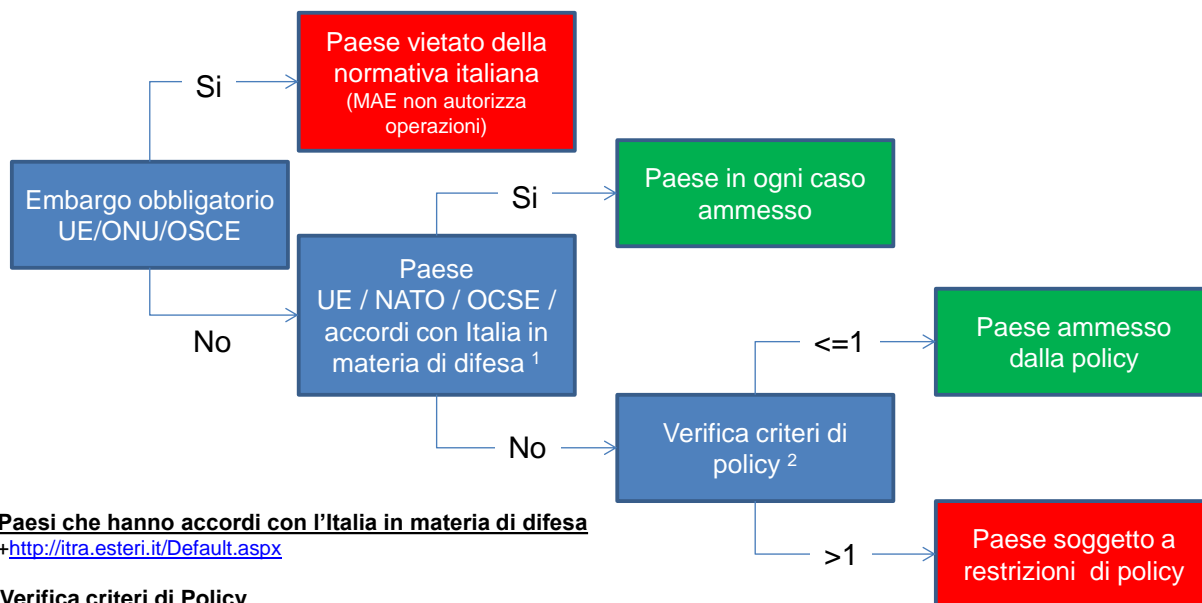 Paese vietato della
normativa italiana
(MAE non autorizza
operazioni)
Si
Embargo obbligatorio
UE/ONU/OSCE
Paese in ogni caso
ammesso
Si
No
Paese
UE / NATO / OCSE /
accordi con Italia in
materia di difesa 1
Paese ammesso
dalla policy
<=1
No
Verifica criteri di
policy 2
>1
Paese soggetto a
restrizioni di policy
Paesi che hanno accordi con l'Italia in materia di difesa
+http://itra.esteri.it/Default.aspx
Verifica criteri di Policy